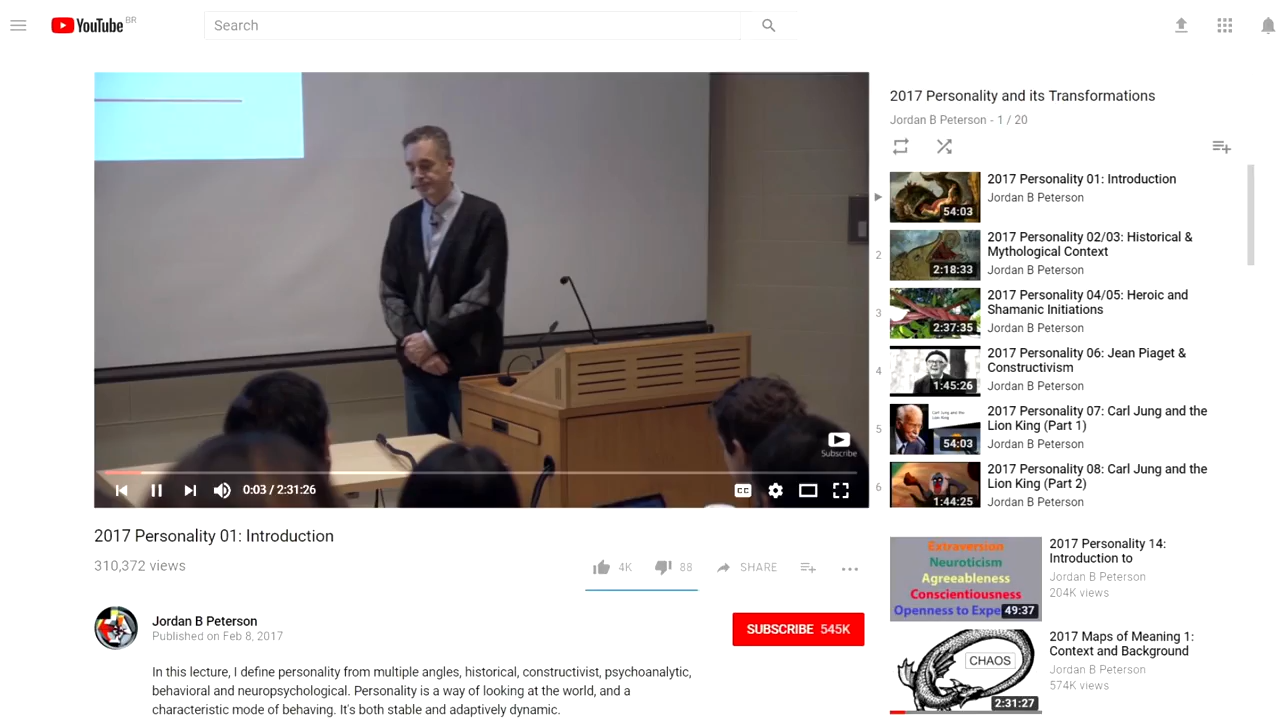 YouTube BR
Search
Subscribe
0:03 / 2:31:26
CC
2017 Personality 01: Introduction
310,372 views
4K
88
SHARE
Jordan B Peterson
Published on Feb 8, 2017
SUBSCRIBE 545K
In this lecture, I define personality from multiple angles, historical, constructivist, psychoanalytic,
behavioral and neuropsychological. Personality is a way of looking at the world, and a
characteristic mode of behaving. It's both stable and adaptively dynamic.
2017 Personality and its Transformations
Jordan B Peterson - 1 / 20
54:03
2017 Personality 01: Introduction
Jordan B Peterson
2
2:18:33
2017 Personality 02/03: Historical &
Mythological Context
Jordan B Peterson
3
2:37:35
2017 Personality 04/05: Heroic and
Shamanic Initiations
Jordan B Peterson
4
1:45:26
2017 Personality 06: Jean Piaget &
Constructivism
Jordan B Peterson
5
Carl Jung and the
Lion King
54:03
2017 Personality 07: Carl Jung and the
Lion King (Part 1)
Jordan B Peterson
6
1:44:25
2017 Personality 08: Carl Jung and the
Lion King (Part 2)
Jordan B Peterson
Extraversion
Neuroticism
Agreeableness
Conscientiousness
Openness to Expe
49:37
2017 Personality 14:
Introduction to
Jordan B Peterson
204K views
CHAOS
2:31:27
2017 Maps of Meaning 1:
Context and Background
Jordan B Peterson
574K views